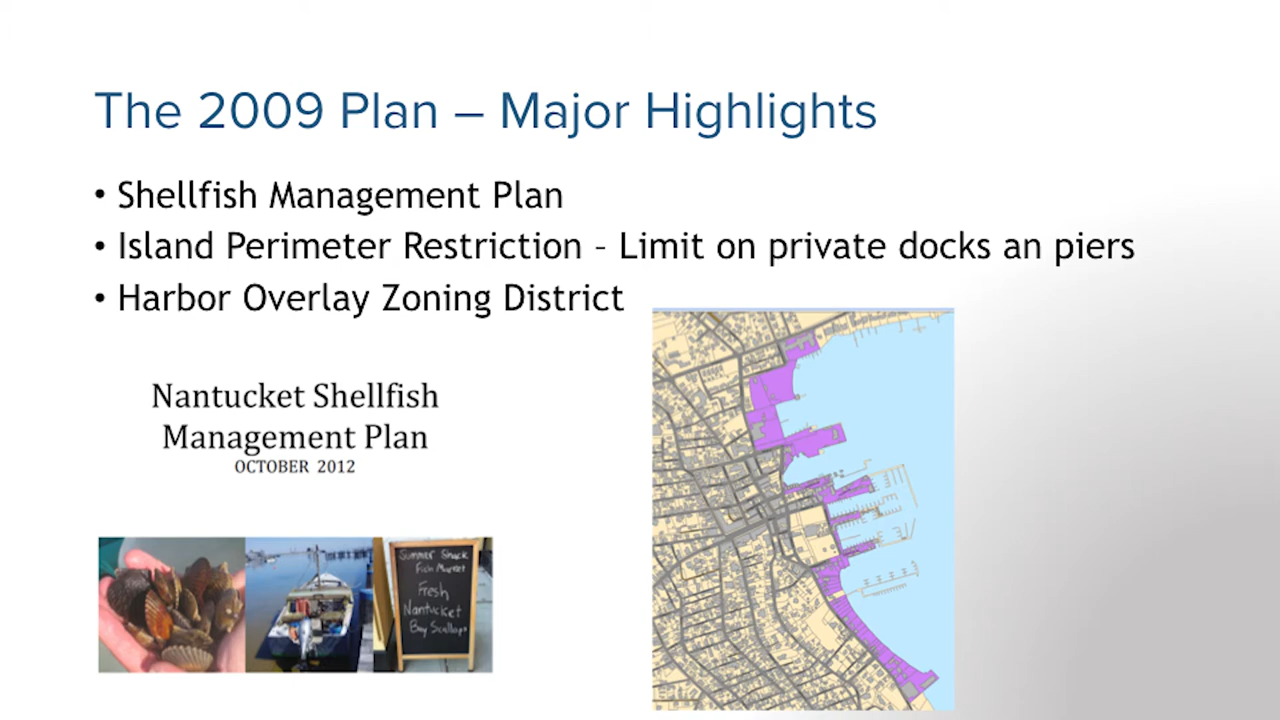 The 2009 Plan – Major Highlights
• Shellfish Management Plan
• Island Perimeter Restriction – Limit on private docks an piers
• Harbor Overlay Zoning District
Nantucket Shellfish
Management Plan
OCTOBER 2012
Summer Shack
Fish Market
Fresh
Nantucket
Bay Scallops